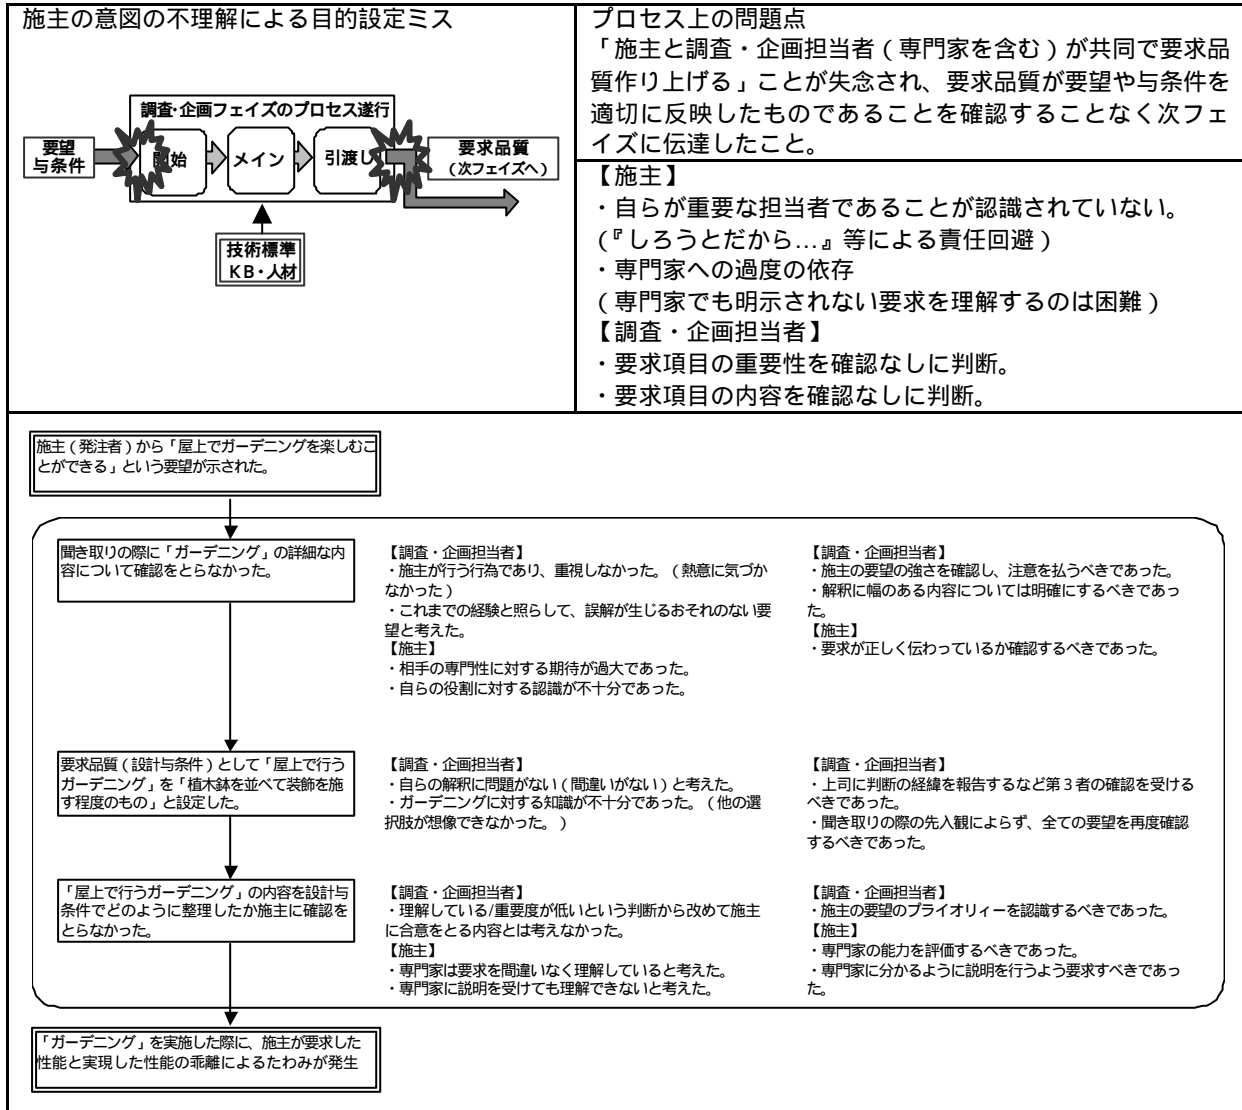 施主の意図の不理解による目的設定ミス
調査・企画フェイズのプロセス遂行
要望
与条件
開始
メイン
引渡し
要求品質
(次フェイズへ)
技術標準
KB・人材
プロセス上の問題点
「施主と調査・企画担当者(専門家を含む)が共同で要求品
質作り上げる」ことが失念され、要求品質が要望や与条件を
適切に反映したものであることを確認することなく次フェ
イズに伝達したこと。
【施主】
・自らが重要な担当者であることが認識されていない。
(『しろうとだから…』等による責任回避)
・専門家への過度の依存
(専門家でも明示されない要求を理解するのは困難)
【調査・企画担当者】
・要求項目の重要性を確認なしに判断。
・要求項目の内容を確認なしに判断。
施主(発注者)から「屋上でガーデニングを楽しむこ
とができる」という要望が示された。
聞き取りの際に「ガーデニング」の詳細な内
容について確認をとらなかった。
【調査・企画担当者】
・施主が行う行為であり、重視しなかった。(熱意に気づか
なかった)
・これまでの経験と照らして、誤解が生じるおそれのない要
望と考えた。
【施主】
・相手の専門性に対する期待が過大であった。
・自らの役割に対する認識が不十分であった。
【調査・企画担当者】
・施主の要望の強さを確認し、注意を払うべきであった。
・解釈に幅のある内容については明確にするべきであっ
た。
【施主】
・要求が正しく伝わっているか確認するべきであった。
要求品質(設計与条件)として「屋上で行う
ガーデニング」を「植木鉢を並べて装飾を施
す程度のもの」と設定した。
【調査・企画担当者】
・自らの解釈に問題がない(間違いがない)と考えた。
・ガーデニングに対する知識が不十分であった。(他の選
択肢が想像できなかった。)
【調査・企画担当者】
・上司に判断の経緯を報告するなど第3者の確認を受ける
べきであった。
・聞き取りの際の先入観によらず、全ての要望を再度確認
するべきであった。
「屋上で行うガーデニング」の内容を設計与
条件でどのように整理したか施主に確認を
とらなかった。
【調査・企画担当者】
・理解している/重要度が低いという判断から改めて施主
に合意をとる内容とは考えなかった。
【施主】
・専門家は要求を間違いなく理解していると考えた。
・専門家に説明を受けても理解できないと考えた。
【調査・企画担当者】
・施主の要望のプライオリィーを認識するべきであった。
【施主】
・専門家の能力を評価するべきであった。
・専門家に分かるように説明を行うよう要求すべきであっ
た。
「ガーデニング」を実施した際に、施主が要求した
性能と実現した性能の乖離によるたわみが発生